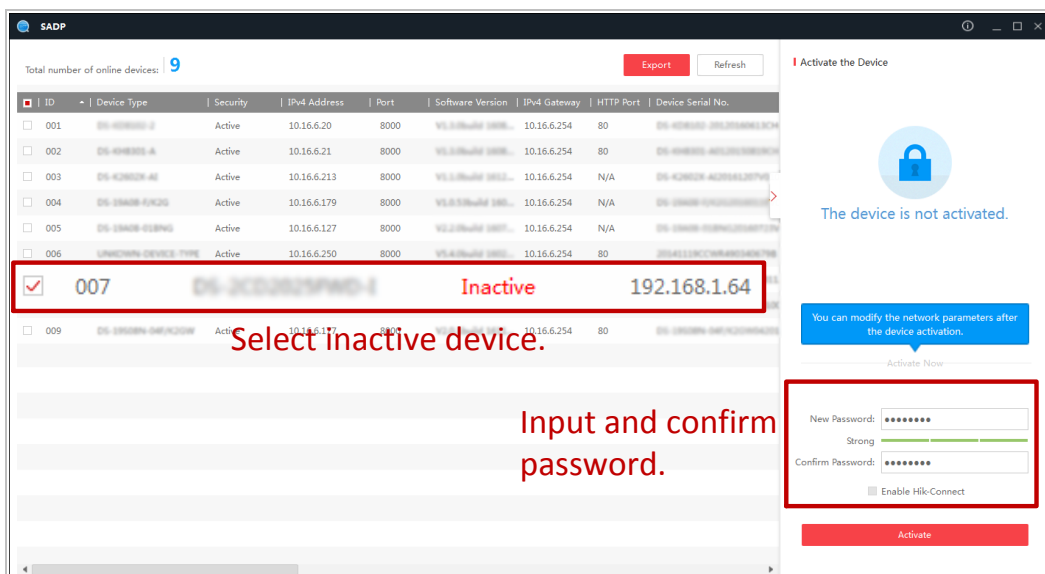 SADP
Total number of online devices: 9
Export
Refresh
ID Device Type Security IPv4 Address Port Software Version IPv4 Gateway HTTP Port Device Serial No.
001 Active 10.16.6.20 8000 10.16.6.254 80
002 Active 10.16.6.21 8000 10.16.6.254 80
003 Active 10.16.6.213 8000 10.16.6.254 N/A
004 Active 10.16.6.179 8000 10.16.6.254 N/A
005 Active 10.16.6.127 8000 10.16.6.254 N/A
006 Active 10.16.6.250 8000 10.16.6.254 80
007 Inactive 192.168.1.64
009 Active 8000 10.16.6.254 80
Select inactive device.
Input and confirm
password.
Activate the Device
The device is not activated.
You can modify the network parameters after
the device activation.
Activate Now
New Password: ●●●●●●●●
Strong
Confirm Password: ●●●●●●●●
Enable Hik-Connect
Activate